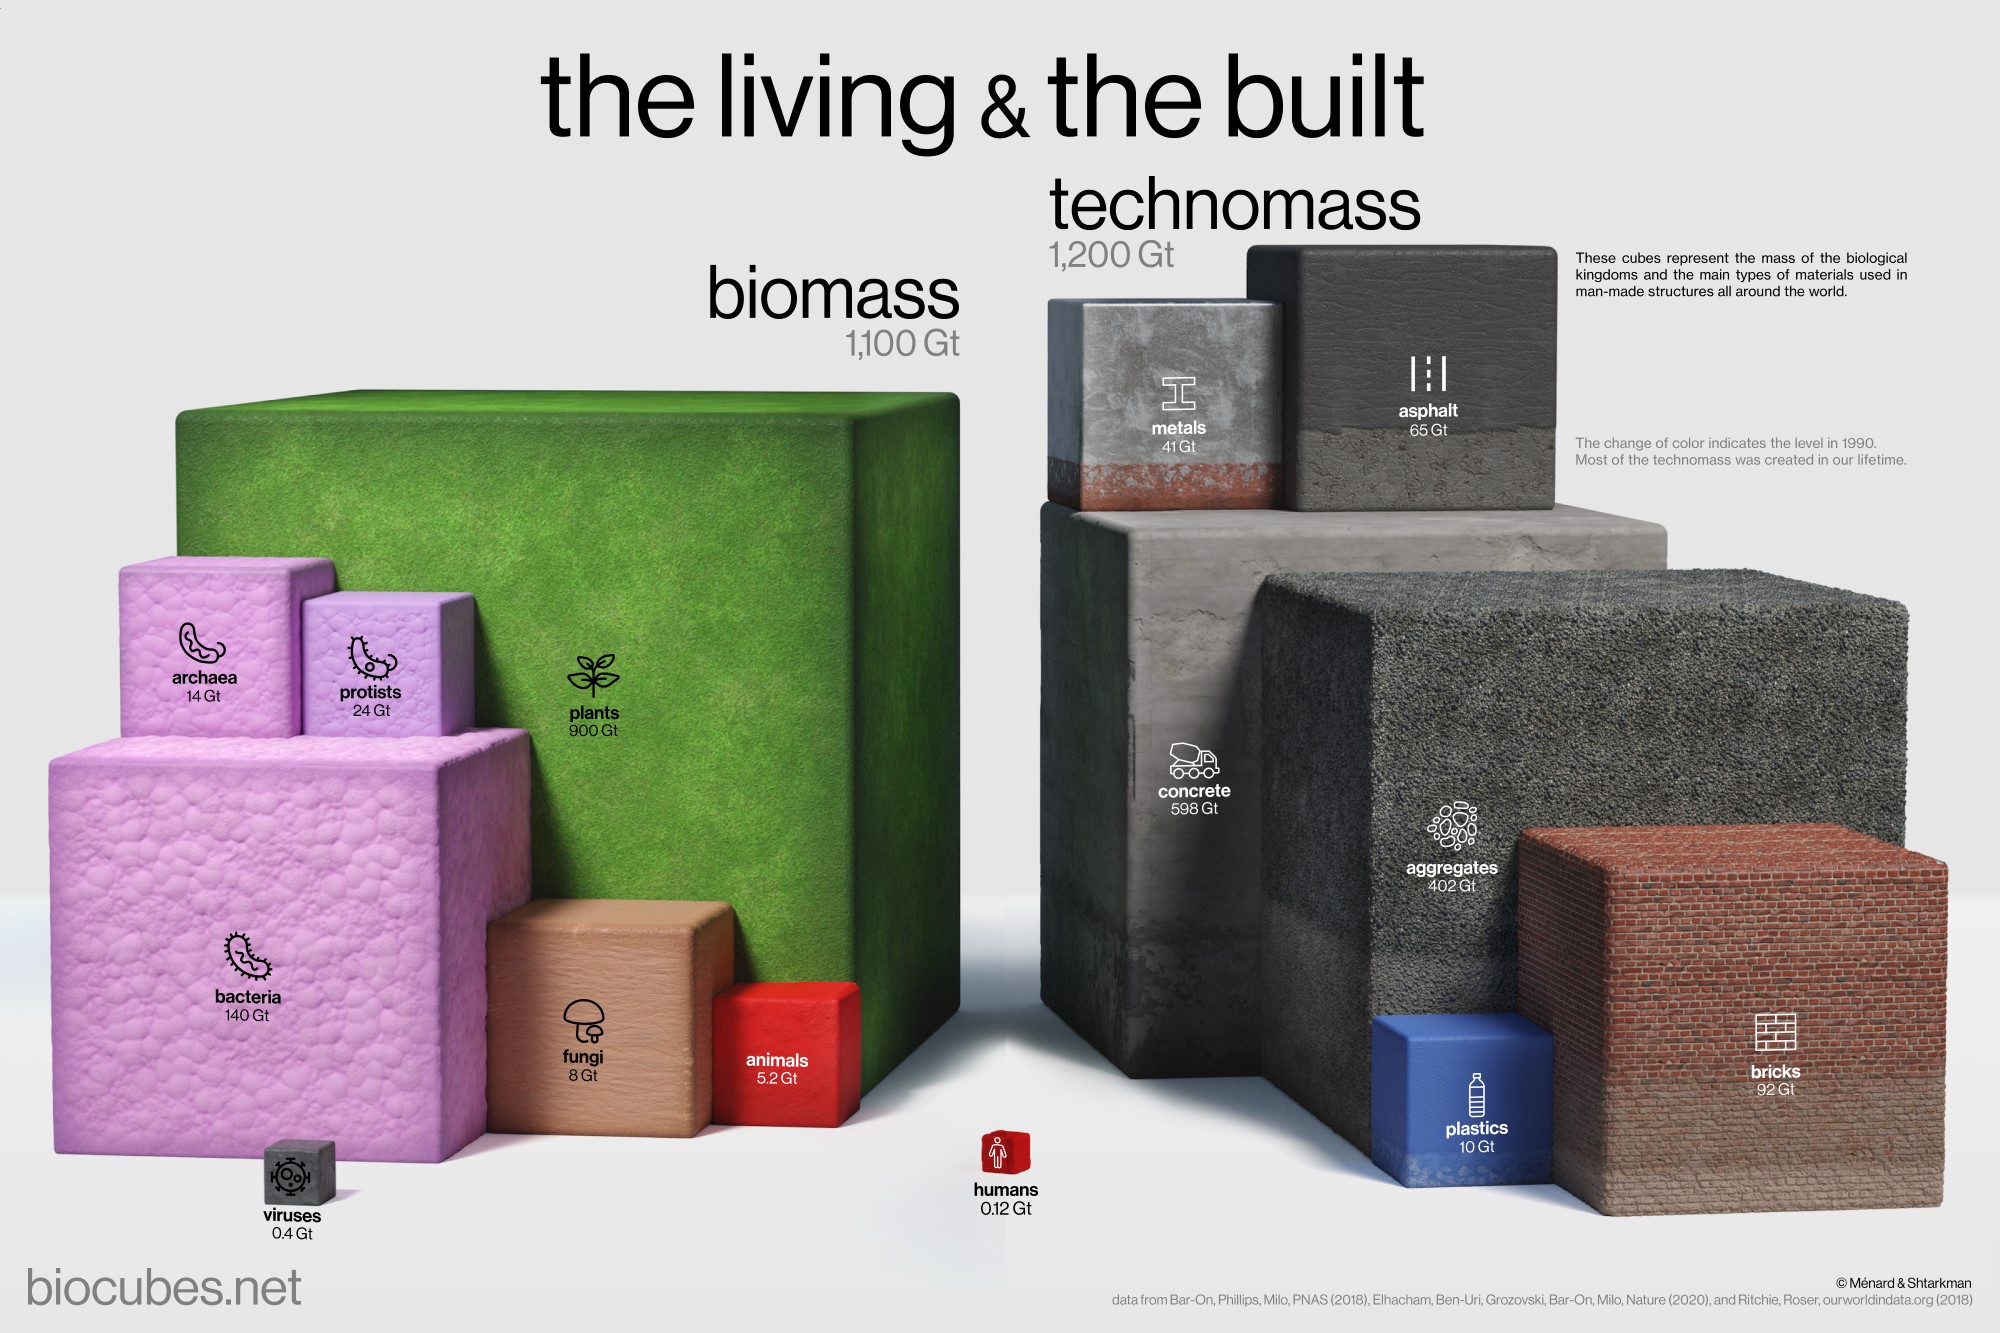 the living & the built
technomass
1,200 Gt
biomass
1,100 Gt
These cubes represent the mass of the biological
kingdoms and the main types of materials used in
man-made structures all around the world.
metals
41 Gt
asphalt
65 Gt
The change of color indicates the level in 1990.
Most of the technomass was created in our lifetime.
archaea
14 Gt
protists
24 Gt
plants
900 Gt
concrete
598 Gt
aggregates
402 Gt
bacteria
140 Gt
fungi
8 Gt
animals
5.2 Gt
bricks
92 Gt
plastics
10 Gt
humans
0.12 Gt
viruses
0.4 Gt
biocubes.net
© Ménard & Shtarkman
data from Bar-On, Phillips, Milo, PNAS (2018), Elhacham, Ben-Uri, Grozovski, Bar-On, Milo, Nature (2020), and Ritchie, Roser, ourworldindata.org (2018)